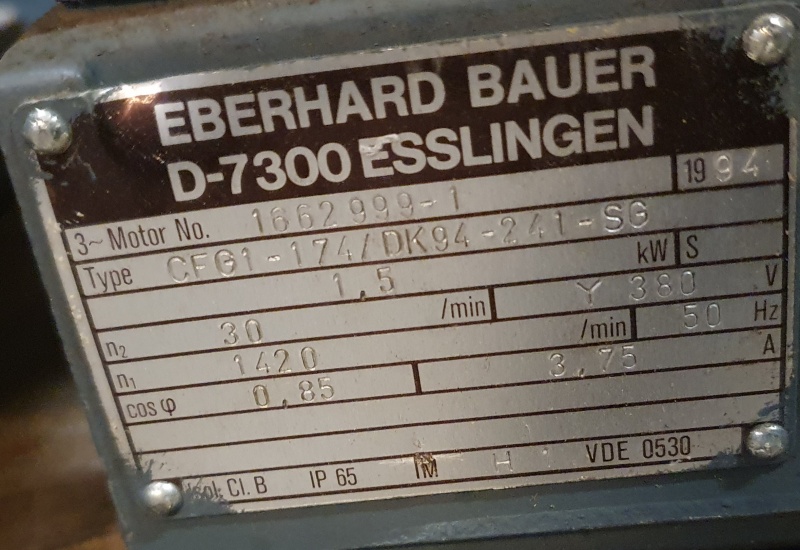 EBERHARD BAUER
D-7300 ESSLINGEN
3~ Motor No. 1662999-1 1994
Type CFG1-174/DK94-241-SG
1,5 kW S
n₂ 30 /min Y 380 V
n₁ 1420 /min 50 Hz
cos φ 0,85 3,75 A
Isol. Cl. B IP 65 IM H 1 VDE 0530